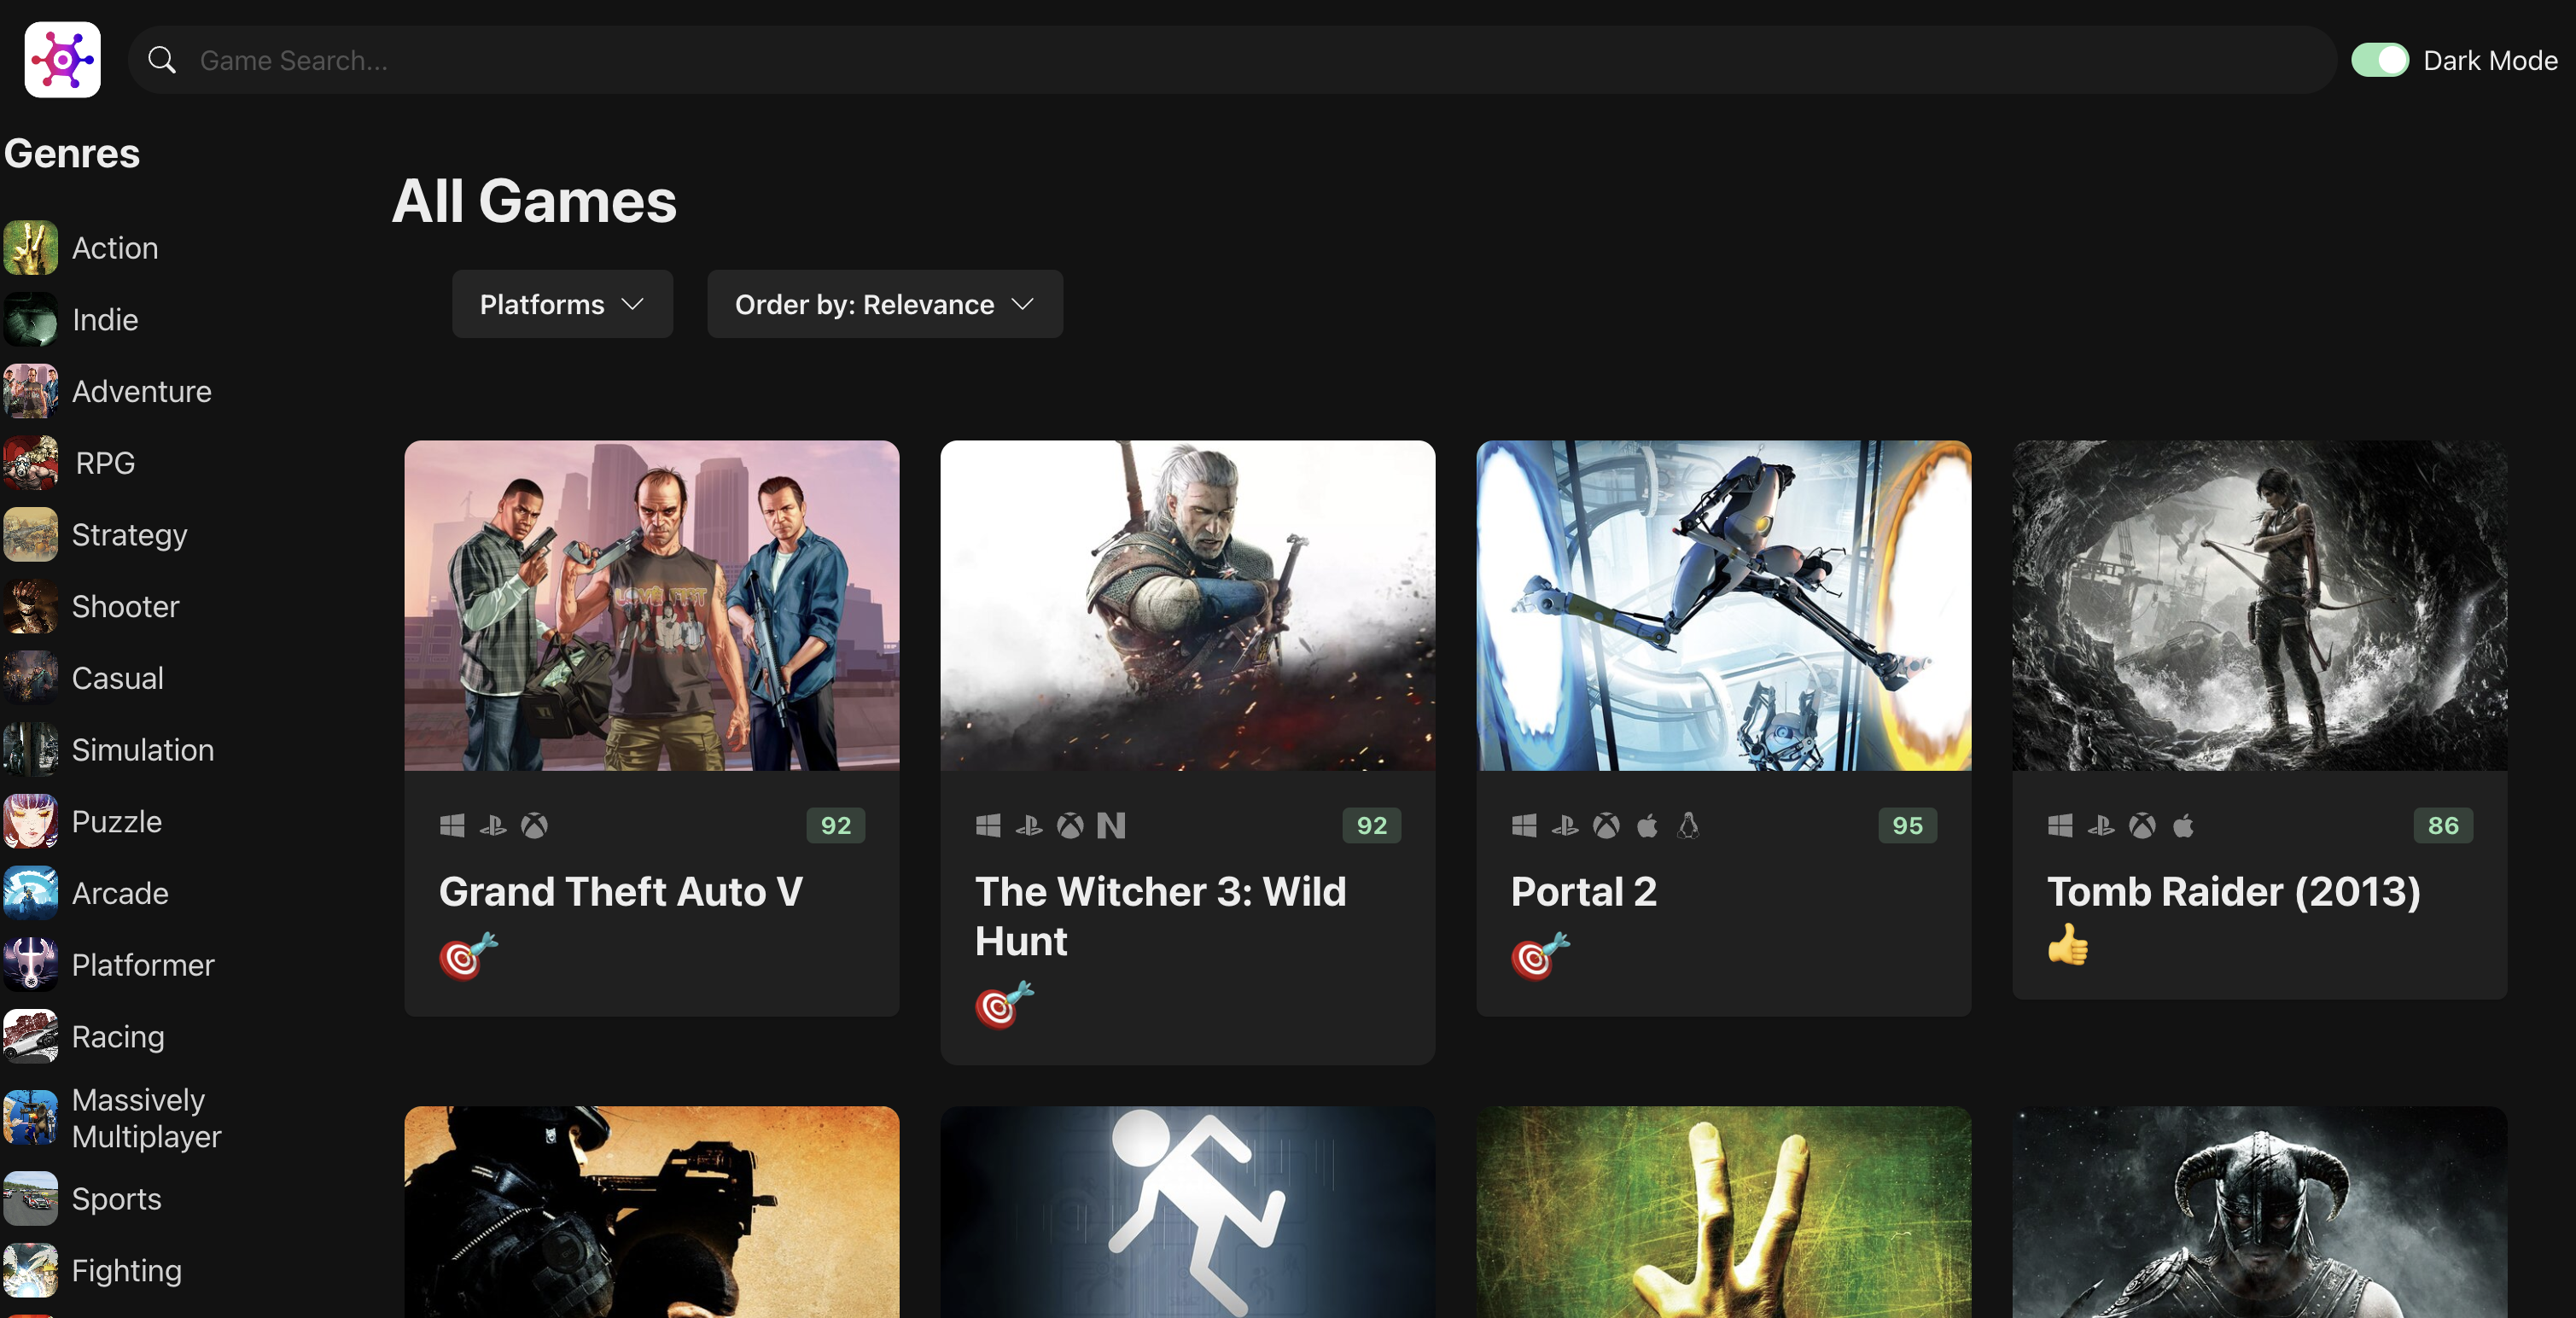 Game Search...
Dark Mode
Genres
Action
Indie
Adventure
RPG
Strategy
Shooter
Casual
Simulation
Puzzle
Arcade
Platformer
Racing
Massively
Multiplayer
Sports
Fighting
All Games
Platforms
Order by: Relevance
LOVE FIST
92
Grand Theft Auto V
92
The Witcher 3: Wild
Hunt
95
Portal 2
86
Tomb Raider (2013)